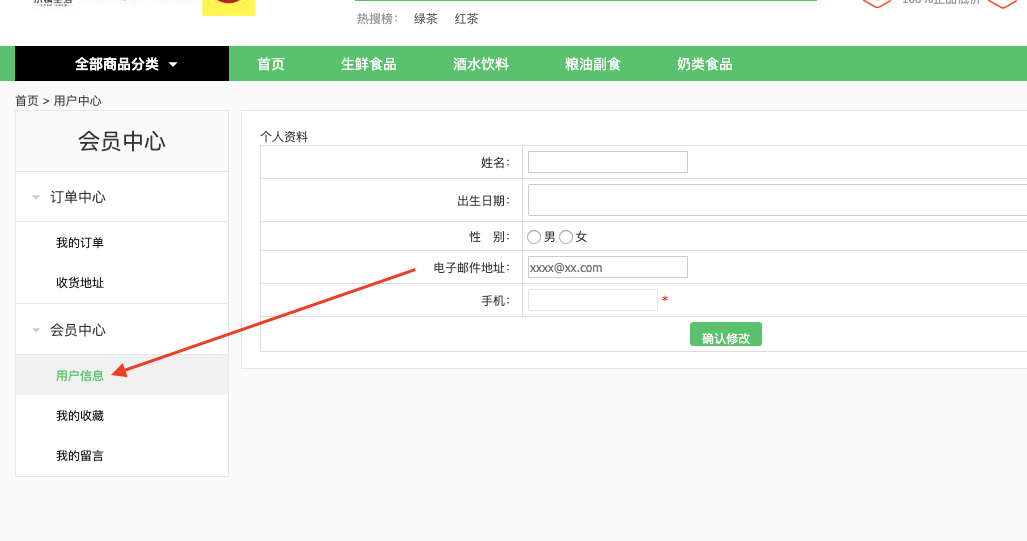 热搜榜： 绿茶 红茶
100%正品低价
全部商品分类 首页 生鲜食品 酒水饮料 粮油副食 奶类食品
首页 > 用户中心
会员中心
订单中心
我的订单
收货地址
会员中心
用户信息
我的收藏
我的留言
个人资料
姓名：
出生日期：
性 别： 男 女
电子邮件地址： xxxx@xx.com
手机： *
确认修改